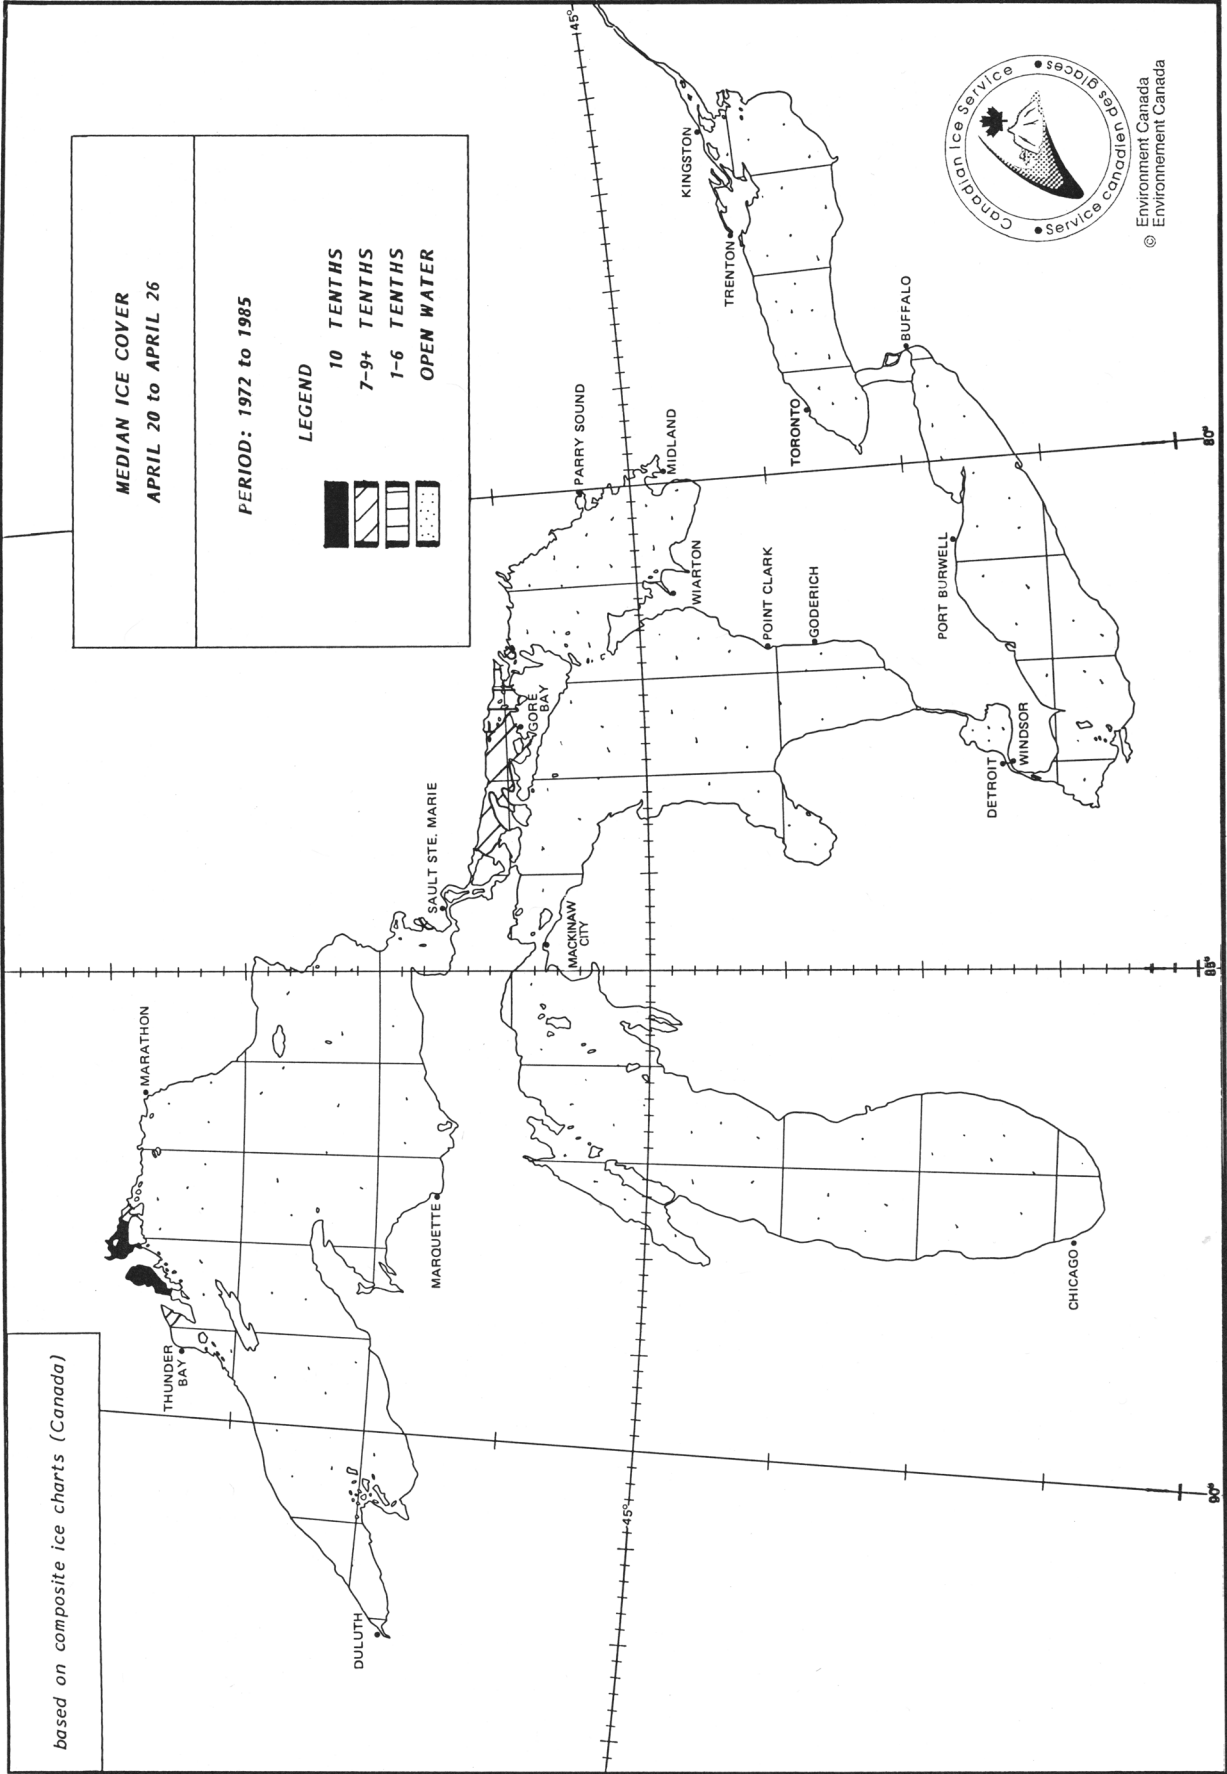 based on composite ice charts (Canada)
MEDIAN ICE COVER
APRIL 20 to APRIL 26
PERIOD: 1972 to 1985
LEGEND
10 TENTHS
7-9+ TENTHS
1-6 TENTHS
OPEN WATER
THUNDER
BAY
MARATHON
DULUTH
MARQUETTE
SAULT STE. MARIE
GORE
BAY
MACKINAW
CITY
PARRY SOUND
MIDLAND
WIARTON
POINT CLARK
GODERICH
KINGSTON
TRENTON
TORONTO
BUFFALO
PORT BURWELL
WINDSOR
DETROIT
CHICAGO
45°
45°
90°
85°
80°
Canadian Ice Service
Service canadien des glaces
© Environment Canada
Environnement Canada